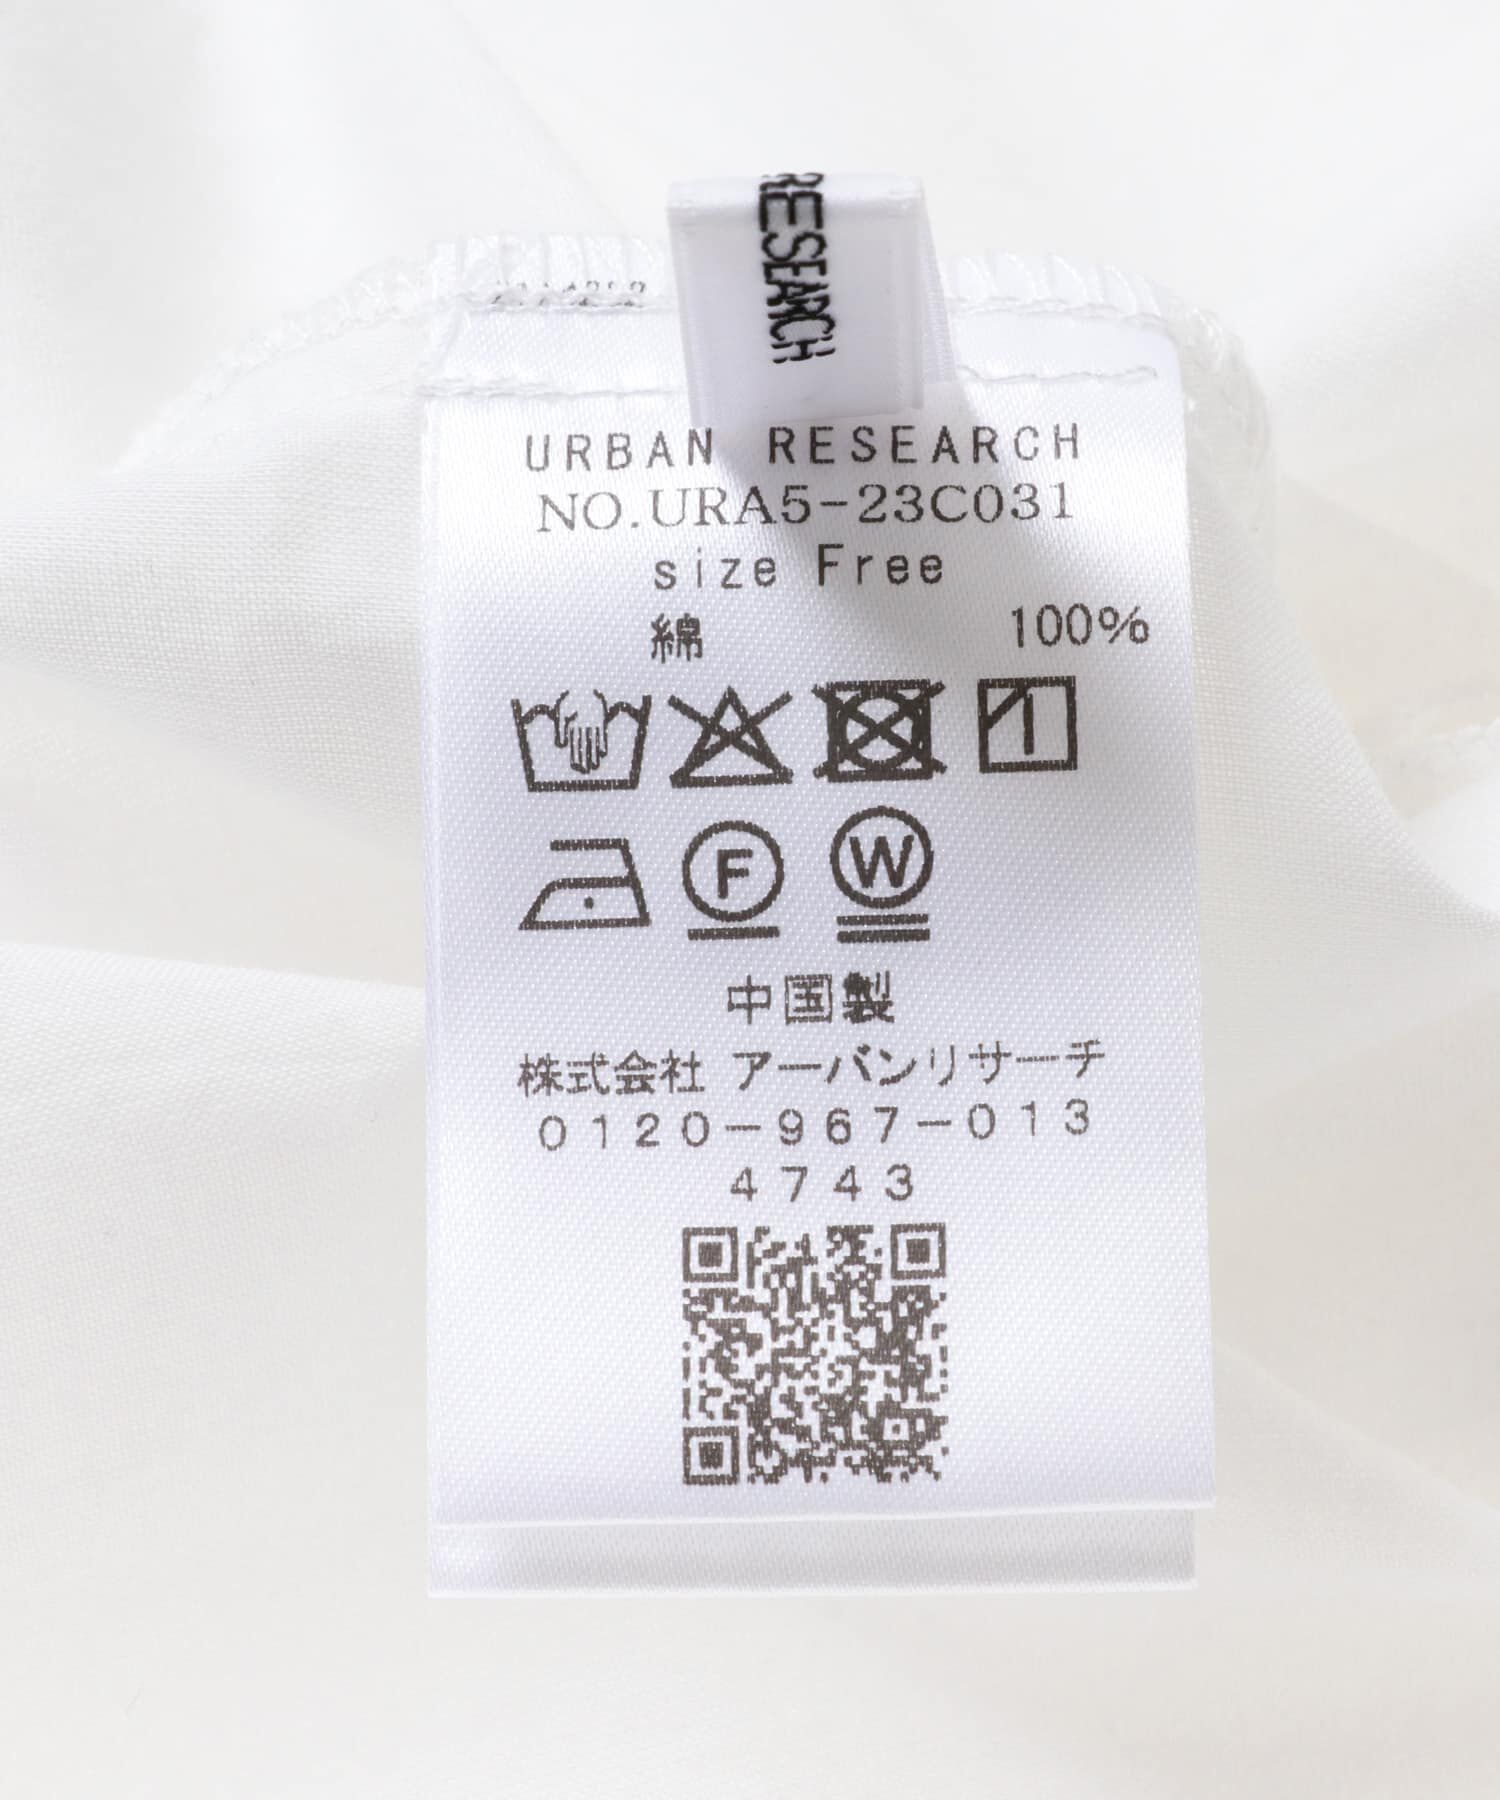 RESEARCH
URBAN RESEARCH
NO.URA5-23C031
size Free
綿 100%
F W
中国製
株式会社 アーバンリサーチ
0120-967-013
4743